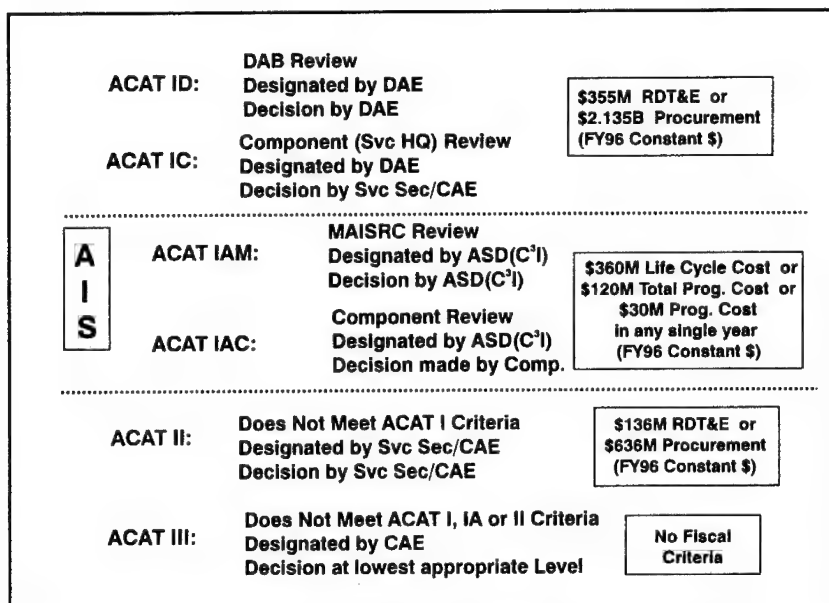 ACAT ID:
DAB Review
Designated by DAE
Decision by DAE
ACAT IC:
Component (Svc HQ) Review
Designated by DAE
Decision by Svc Sec/CAE
$355M RDT&E or
$2.135B Procurement
(FY96 Constant $)
A
I
S
ACAT IAM:
MAISRC Review
Designated by ASD(C³I)
Decision by ASD(C³I)
ACAT IAC:
Component Review
Designated by ASD(C³I)
Decision made by Comp.
$360M Life Cycle Cost or
$120M Total Prog. Cost or
$30M Prog. Cost
in any single year
(FY96 Constant $)
ACAT II:
Does Not Meet ACAT I Criteria
Designated by Svc Sec/CAE
Decision by Svc Sec/CAE
$136M RDT&E or
$636M Procurement
(FY96 Constant $)
ACAT III:
Does Not Meet ACAT I, IA or II Criteria
Designated by CAE
Decision at lowest appropriate Level
No Fiscal
Criteria